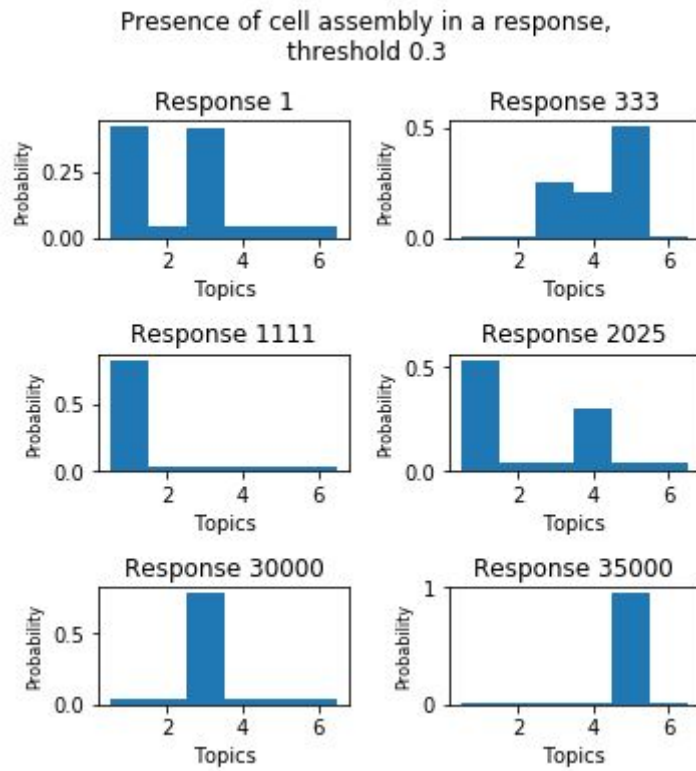 Presence of cell assembly in a response,
threshold 0.3
Response 1
Probability
0.25
0.00
2 4 6
Topics
Response 333
Probability
0.5
0.0
2 4 6
Topics
Response 1111
Probability
0.5
0.0
2 4 6
Topics
Response 2025
Probability
0.5
0.0
2 4 6
Topics
Response 30000
Probability
0.5
0.0
2 4 6
Topics
Response 35000
Probability
1
0
2 4 6
Topics